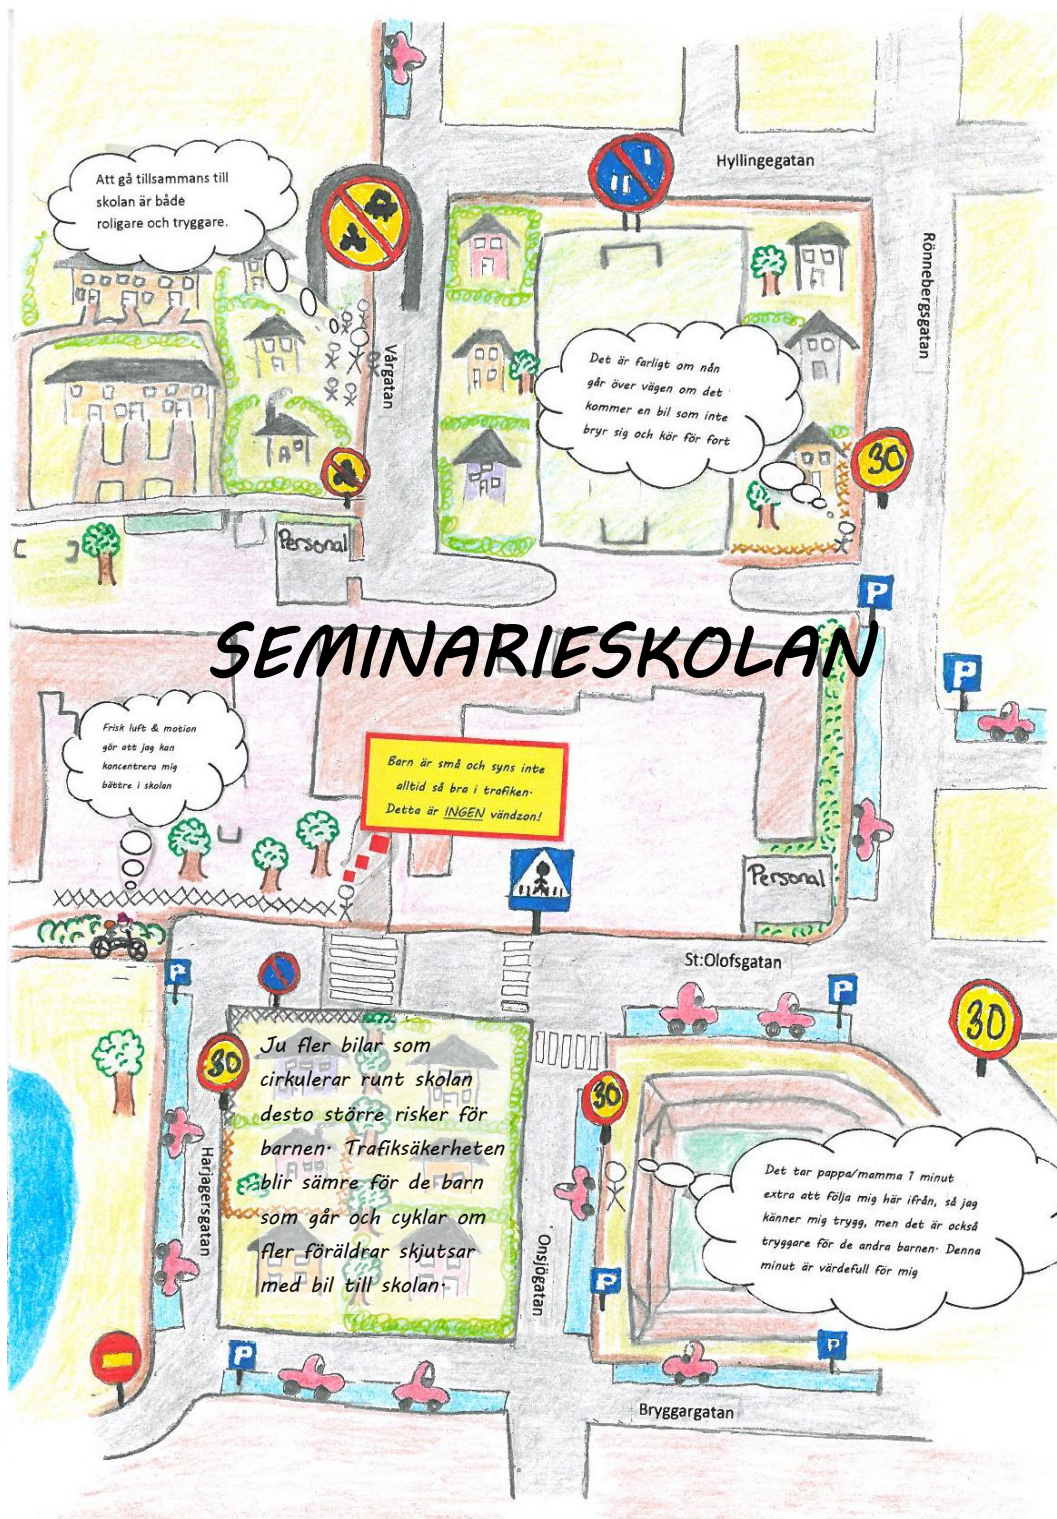 Hyllingegatan
Att gå tillsammans till
skolan är både
roligare och tryggare.
Rönnebergsgatan
Vårgatan
Det är farligt om nån
går över vägen om det
kommer en bil som inte
bryr sig och kör för fort
30
Personal
P
SEMINARIESKOLAN
P
Frisk luft & motion
gör att jag kan
koncentrera mig
bättre i skolan
Barn är små och syns inte
alltid så bra i trafiken.
Detta är INGEN vändzon!
Personal
St:Olofsgatan
P
P
30
30
Ju fler bilar som
cirkulerar runt skolan
desto större risker för
barnen. Trafiksäkerheten
blir sämre för de barn
som går och cyklar om
fler föräldrar skjutsar
med bil till skolan.
30
Det tar pappa/mamma 1 minut
extra att följa mig här ifrån, så jag
känner mig trygg, men det är också
tryggare för de andra barnen. Denna
minut är värdefull för mig
Harjagersgatan
Onsjögatan
P
P
P
Bryggargatan